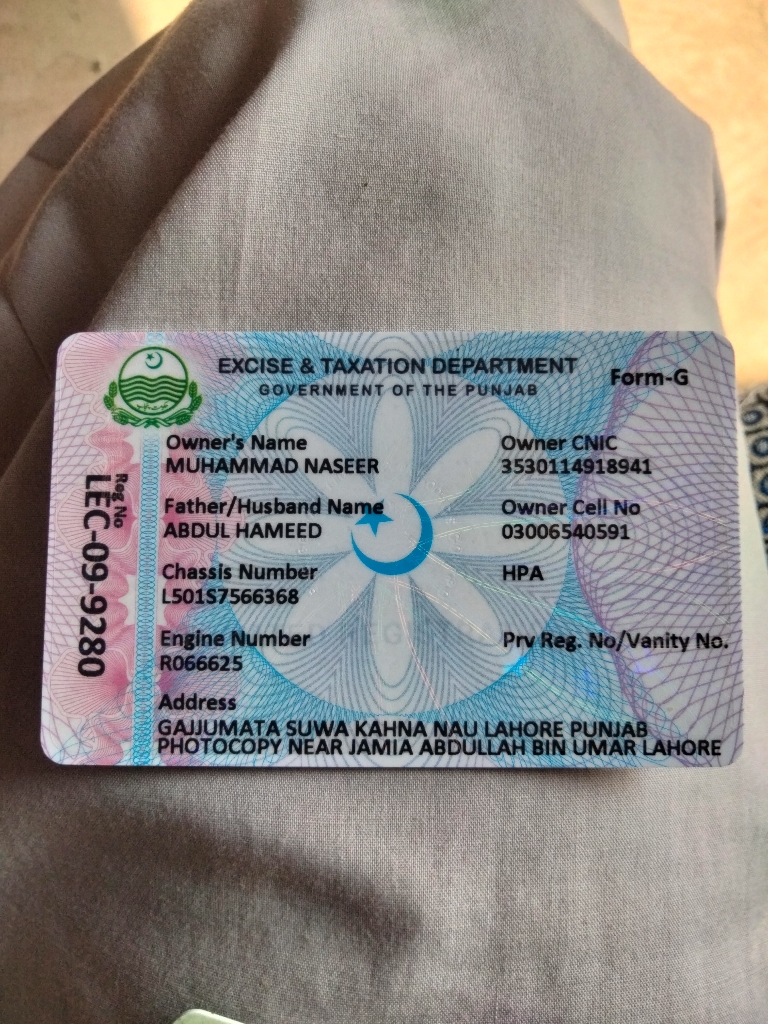 EXCISE & TAXATION DEPARTMENT
GOVERNMENT OF THE PUNJAB
Form-G
Reg No
LEC-09-9280
Owner's Name
MUHAMMAD NASEER
Owner CNIC
3530114918941
Father/Husband Name
ABDUL HAMEED
Owner Cell No
03006540591
Chassis Number
L501S7566368
HPA
Engine Number
R066625
Prv Reg. No/Vanity No.
Address
GAJJUMATA SUWA KAHNA NAU LAHORE PUNJAB
PHOTOCOPY NEAR JAMIA ABDULLAH BIN UMAR LAHORE